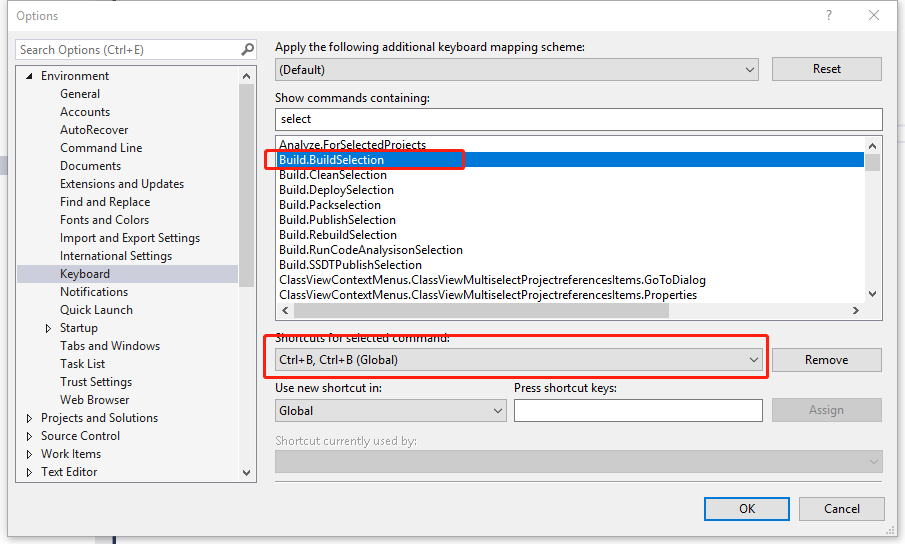 Options
?
Search Options (Ctrl+E)
Environment
General
Accounts
AutoRecover
Command Line
Documents
Extensions and Updates
Find and Replace
Fonts and Colors
Import and Export Settings
International Settings
Keyboard
Notifications
Quick Launch
Startup
Tabs and Windows
Task List
Trust Settings
Web Browser
Projects and Solutions
Source Control
Work Items
Text Editor
Apply the following additional keyboard mapping scheme:
(Default)
Reset
Show commands containing:
select
Analyze.ForSelectedProjects
Build.BuildSelection
Build.CleanSelection
Build.DeploySelection
Build.Packselection
Build.PublishSelection
Build.RebuildSelection
Build.RunCodeAnalysisonSelection
Build.SSDTPublishSelection
ClassViewContextMenus.ClassViewMultiselectProjectreferencesItems.GoToDialog
ClassViewContextMenus.ClassViewMultiselectProjectreferencesItems.Properties
Shortcuts for selected command:
Ctrl+B, Ctrl+B (Global)
Remove
Use new shortcut in:
Press shortcut keys:
Global
Assign
Shortcut currently used by:
OK
Cancel